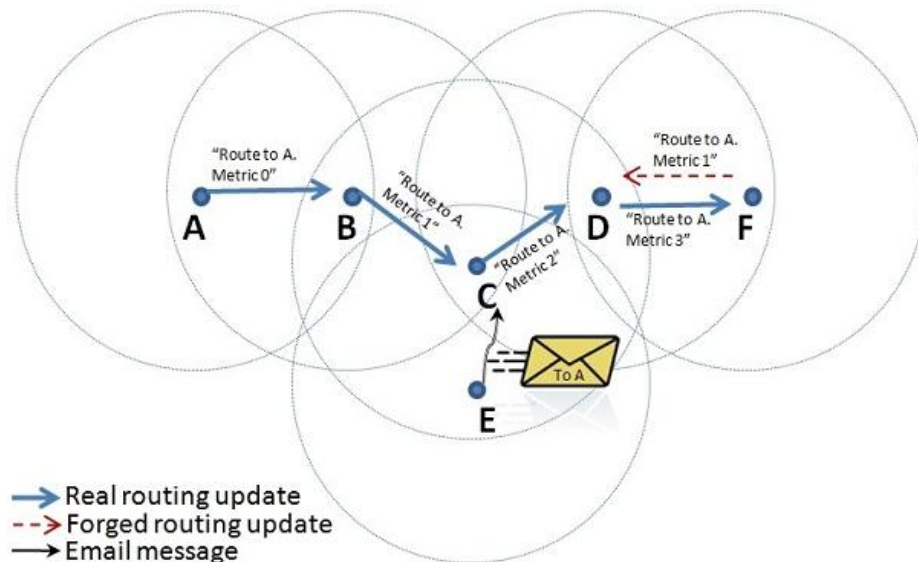 “Route to A.
Metric 0”
“Route to A.
Metric 1”
“Route to A.
Metric 2”
“Route to A.
Metric 1”
“Route to A.
Metric 3”
A
B
C
D
F
To A
E
Real routing update
Forged routing update
Email message